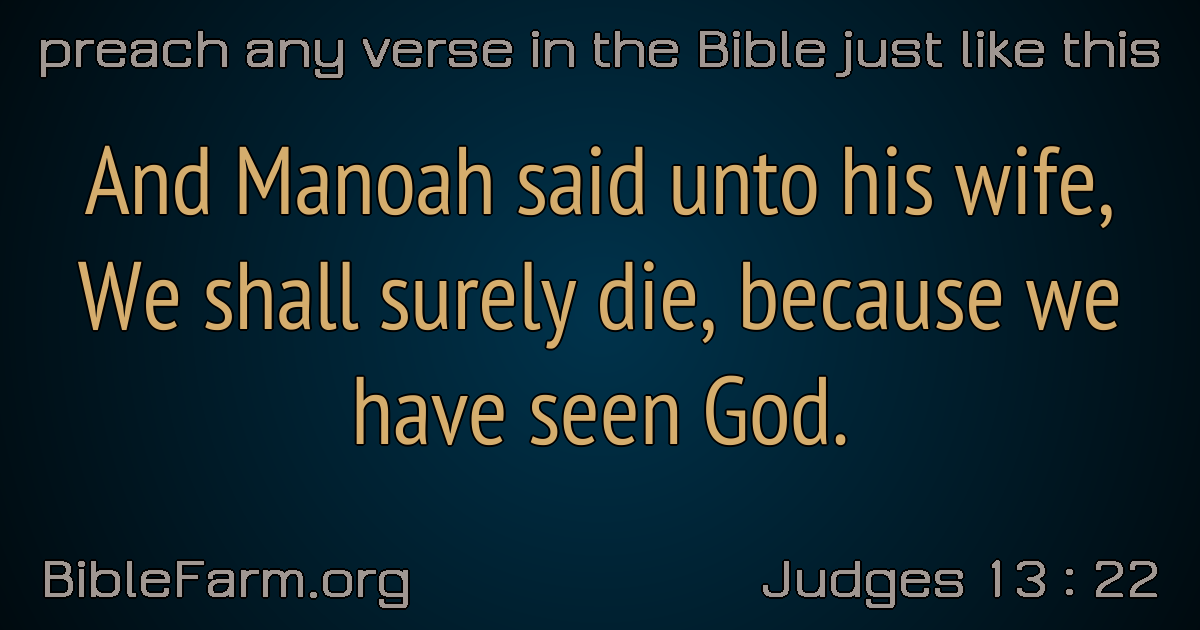 preach any verse in the Bible just like this
And Manoah said unto his wife,
We shall surely die, because we
have seen God.
BibleFarm.org
Judges 13 : 22